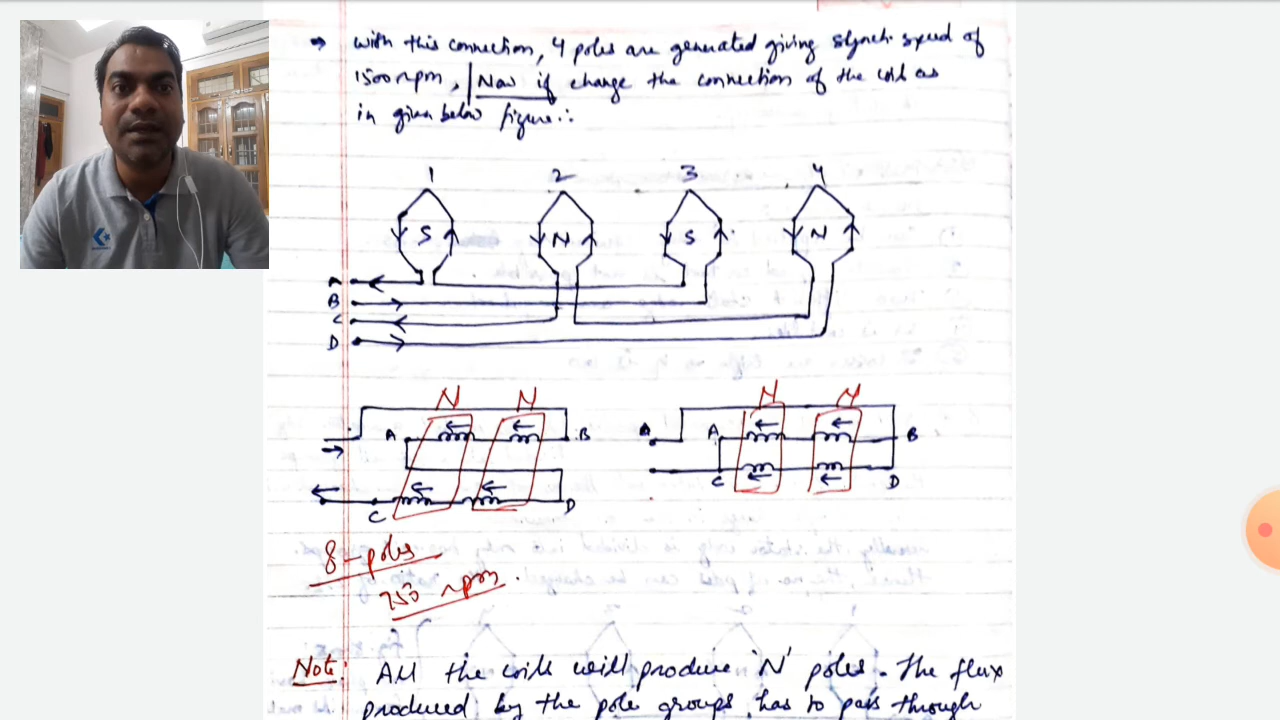 → With this connection, 4 poles are generated giving synch. speed of
1500 rpm, Now if change the connection of the coil as
in given below figure:-
1 2 3 4
S N S N
A
B
C
D
N N N N
A B A B
C D C D
8-poles
750 rpm.
Note: All the coils will produce 'N' poles. The flux
produced by the pole groups has to pass through